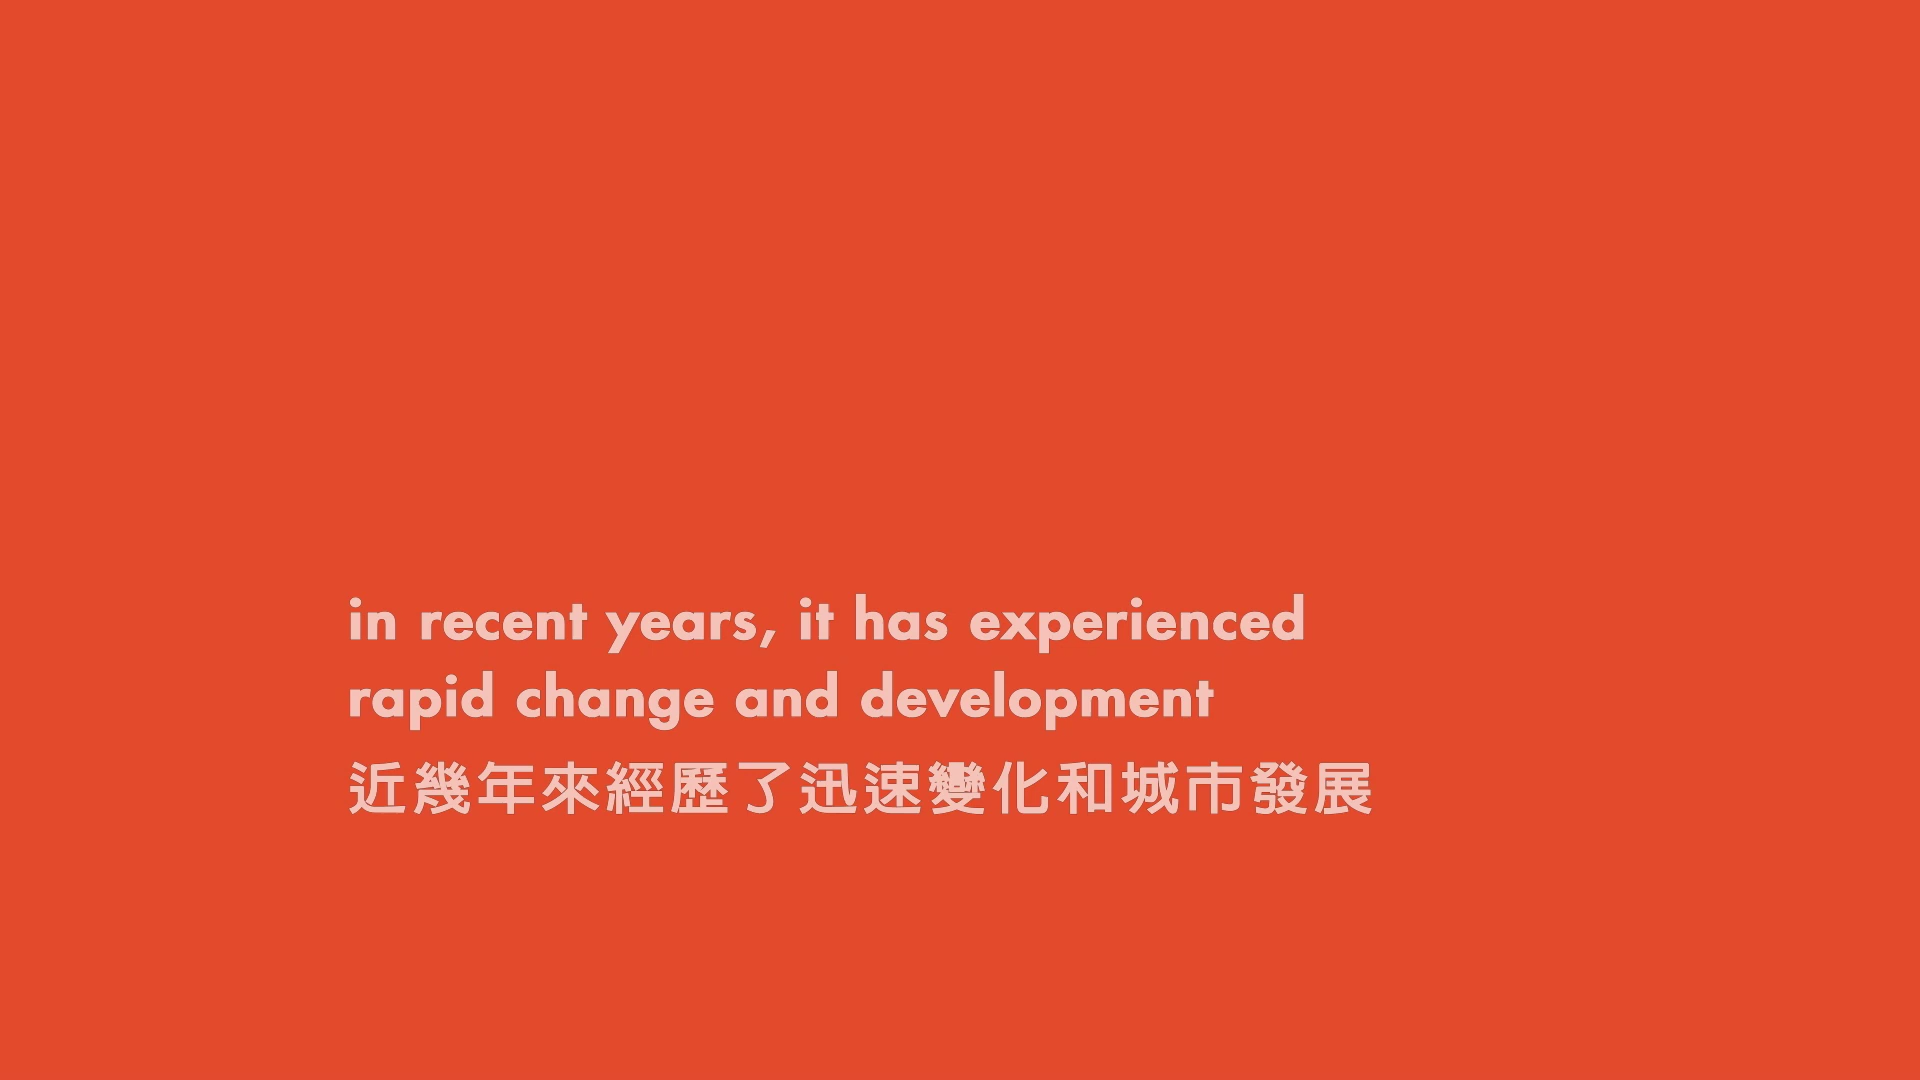 in recent years, it has experienced
rapid change and development
近幾年來經歷了迅速變化和城市發展